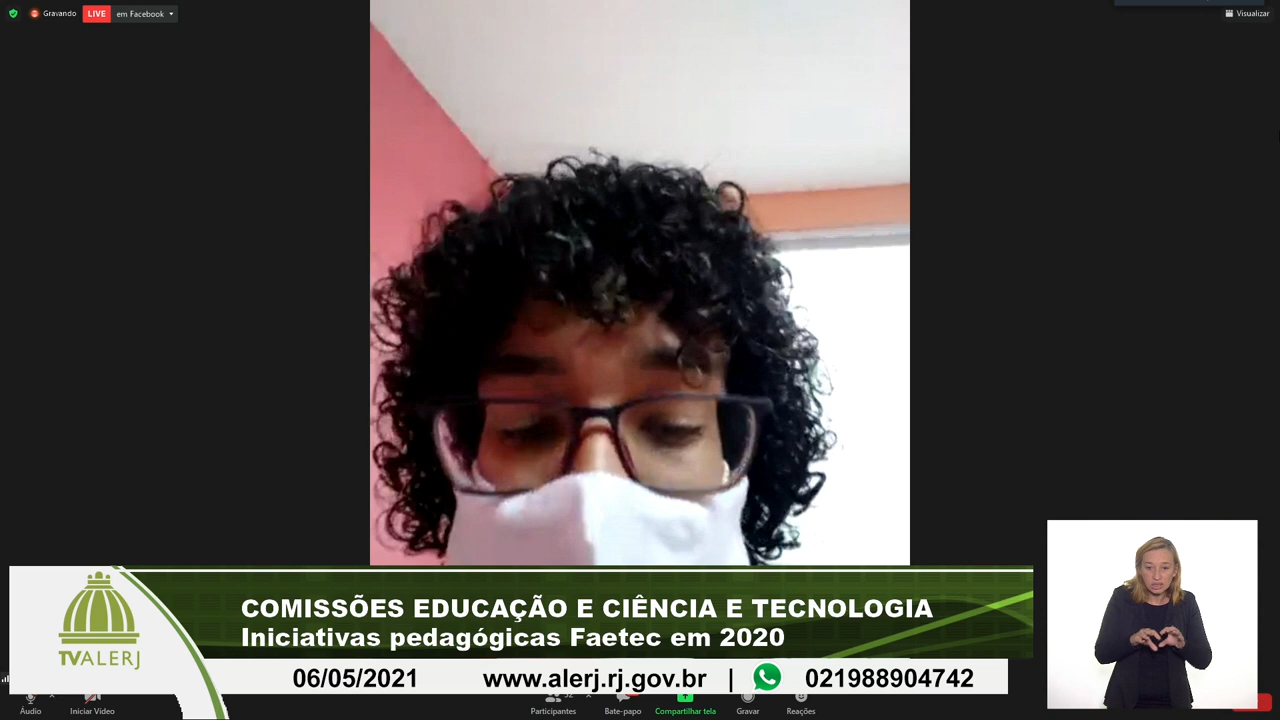 Gravando LIVE em Facebook
Visualizar
COMISSÕES EDUCAÇÃO E CIÊNCIA E TECNOLOGIA
Iniciativas pedagógicas Faetec em 2020
TVALERJ
06/05/2021 www.alerj.rj.gov.br | 021988904742
Áudio Iniciar Vídeo Participantes Bate-papo Compartilhar tela Gravar Reações